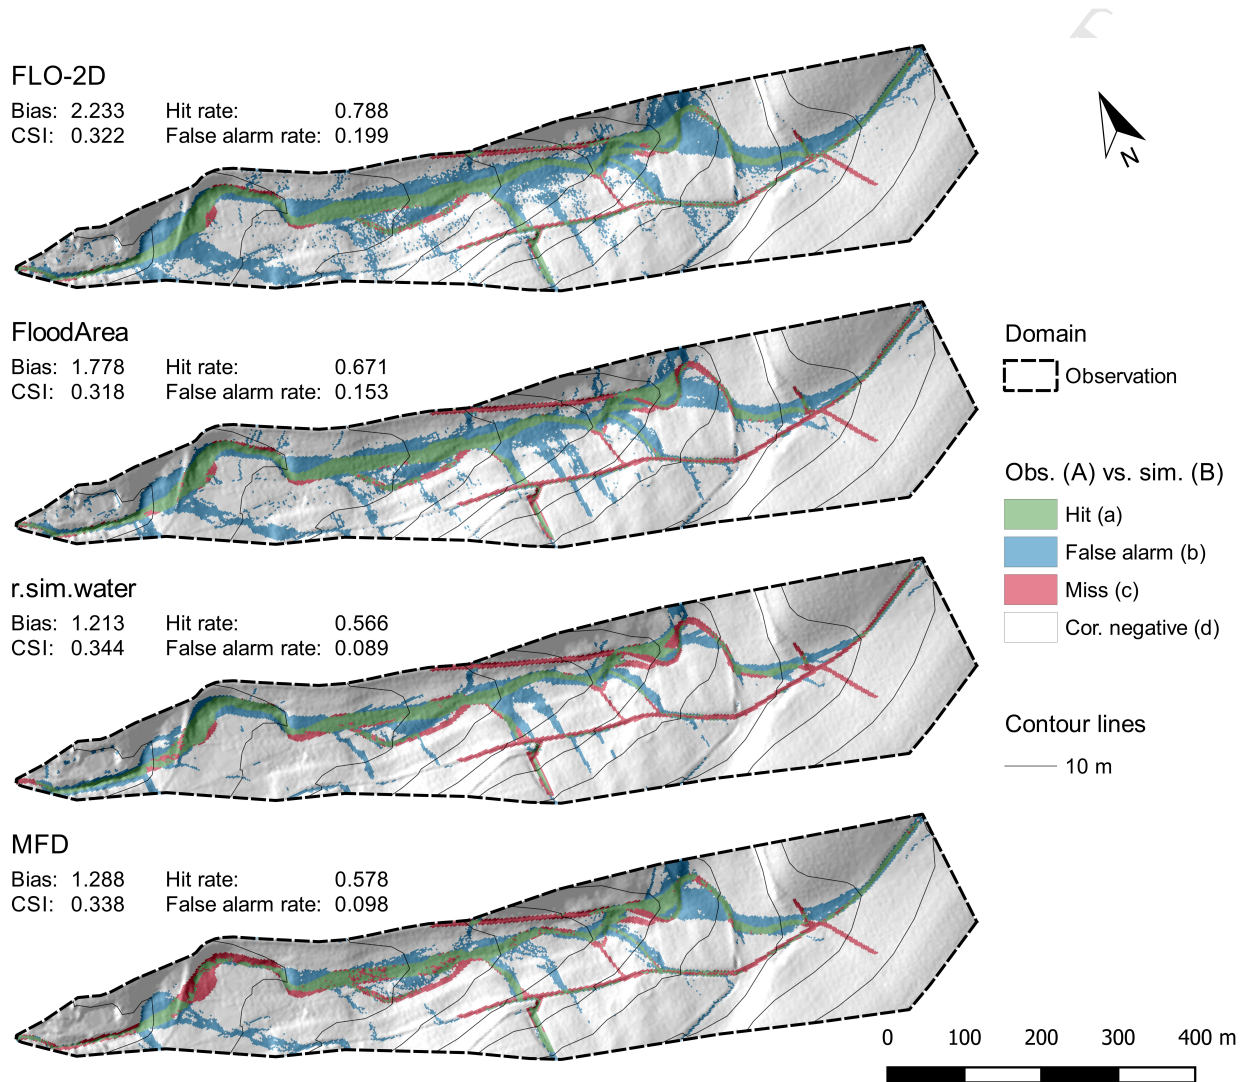 FLO-2D
Bias: 2.233 Hit rate: 0.788
CSI: 0.322 False alarm rate: 0.199
N
FloodArea
Bias: 1.778 Hit rate: 0.671
CSI: 0.318 False alarm rate: 0.153
Domain
Observation
Obs. (A) vs. sim. (B)
Hit (a)
False alarm (b)
Miss (c)
Cor. negative (d)
r.sim.water
Bias: 1.213 Hit rate: 0.566
CSI: 0.344 False alarm rate: 0.089
Contour lines
10 m
MFD
Bias: 1.288 Hit rate: 0.578
CSI: 0.338 False alarm rate: 0.098
0 100 200 300 400 m